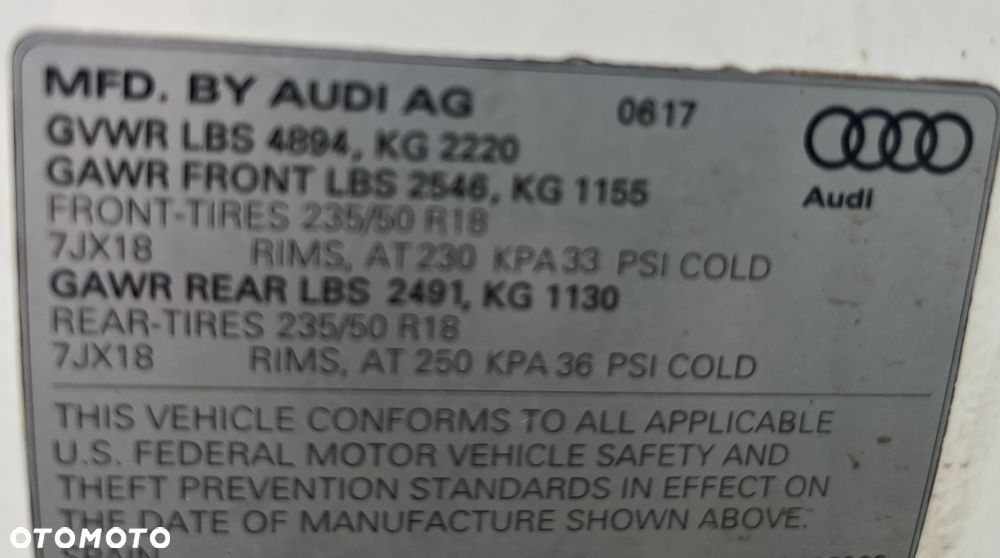 MFD. BY AUDI AG 0617
GVWR LBS 4894, KG 2220
GAWR FRONT LBS 2546, KG 1155
Audi
FRONT-TIRES 235/50 R18
7JX18 RIMS, AT 230 KPA 33 PSI COLD
GAWR REAR LBS 2491, KG 1130
REAR-TIRES 235/50 R18
7JX18 RIMS, AT 250 KPA 36 PSI COLD
THIS VEHICLE CONFORMS TO ALL APPLICABLE
U.S. FEDERAL MOTOR VEHICLE SAFETY AND
THEFT PREVENTION STANDARDS IN EFFECT ON
THE DATE OF MANUFACTURE SHOWN ABOVE.
OTOMOTO